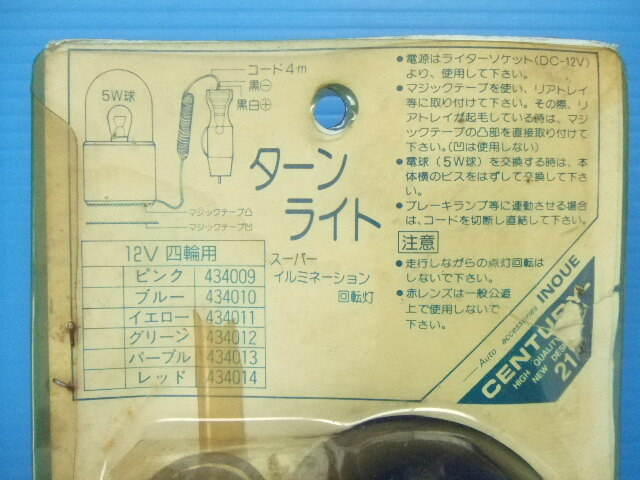 コード4m
黒⊖
黒白⊕
5W球
マジックテープ凸
マジックテープ凹
ターン
ライト
スーパー
イルミネーション
回転灯
12V 四輪用
ピンク 434009
ブルー 434010
イエロー 434011
グリーン 434012
パープル 434013
レッド 434014
●電源はライターソケット(DC-12V)
より、使用して下さい。
●マジックテープを使い、リアトレイ
等に取り付けて下さい。その際、リ
アトレイが起毛している時は、マジ
ックテープの凸部を直接取り付けて
下さい。(凹は使用しない)
●電球(5W球)を交換する時は、本
体横のビスをはずして交換して下さ
い。
●ブレーキランプ等に連動させる場合
は、コードを切断し直結して下さい。
注意
●走行しながらの点灯回転は
しないで下さい。
●赤レンズは一般公道
上で使用しないで
下さい。
Auto accessories INOUE
CENTURY-
HIGH QUALITY
NEW DESI
21